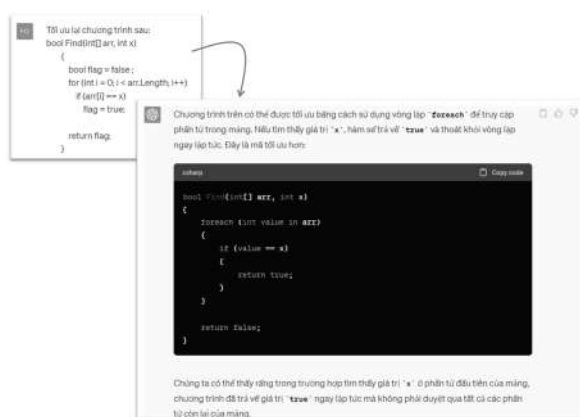 Tối ưu lại chương trình sau:
bool Find(int[] arr, int x)
{
bool flag = false ;
for (int i = 0; i < arr.Length; i++)
if (arr[i] == x)
flag = true;
return flag;
}
Chương trình trên có thể được tối ưu bằng cách sử dụng vòng lặp `foreach` để truy cập
phần tử trong mảng. Nếu tìm thấy giá trị `x`, hàm sẽ trả về `true` và thoát khỏi vòng lặp
ngay lập tức. Đây là mã tối ưu hơn:
csharp
Copy code
bool Find(int[] arr, int x)
{
foreach (int value in arr)
{
if (value == x)
{
return true;
}
}
return false;
}
Chúng ta có thể thấy rằng trong trường hợp tìm thấy giá trị `x` ở phần tử đầu tiên của mảng,
chương trình đã trả về giá trị `true` ngay lập tức mà không phải duyệt qua tất cả các phần
tử còn lại của mảng.